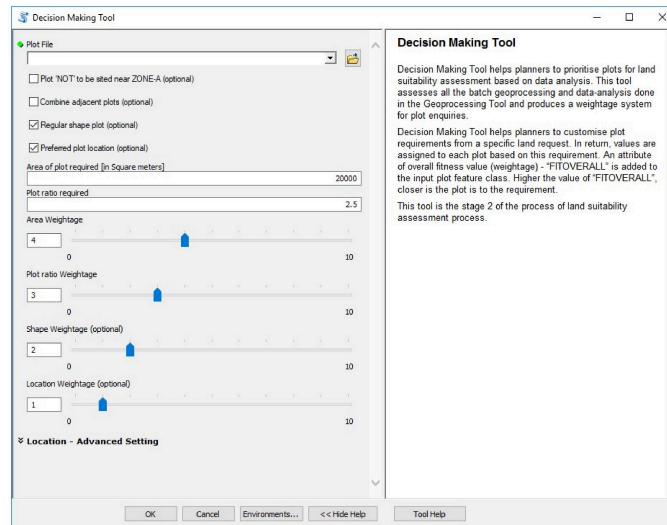 Decision Making Tool
Plot File
Plot 'NOT' to be sited near ZONE-A (optional)
Combine adjacent plots (optional)
Regular shape plot (optional)
Preferred plot location (optional)
Area of plot required [in Square meters]
20000
Plot ratio required
2.5
Area Weightage
4
0 10
Plot ratio Weightage
3
0 10
Shape Weightage (optional)
2
0 10
Location Weightage (optional)
1
0 10
Location - Advanced Setting
Decision Making Tool
Decision Making Tool helps planners to prioritise plots for land
suitability assessment based on data analysis. This tool
assesses all the batch geoprocessing and data-analysis done
in the Geoprocessing Tool and produces a weightage system
for plot enquiries.
Decision Making Tool helps planners to customise plot
requirements from a specific land request. In return, values are
assigned to each plot based on this requirement. An attribute
of overall fitness value (weightage) - "FITOVERALL" is added to
the input plot feature class. Higher the value of "FITOVERALL",
closer is the plot is to the requirement.
This tool is the stage 2 of the process of land suitability
assessment process.
OK Cancel Environments... << Hide Help Tool Help